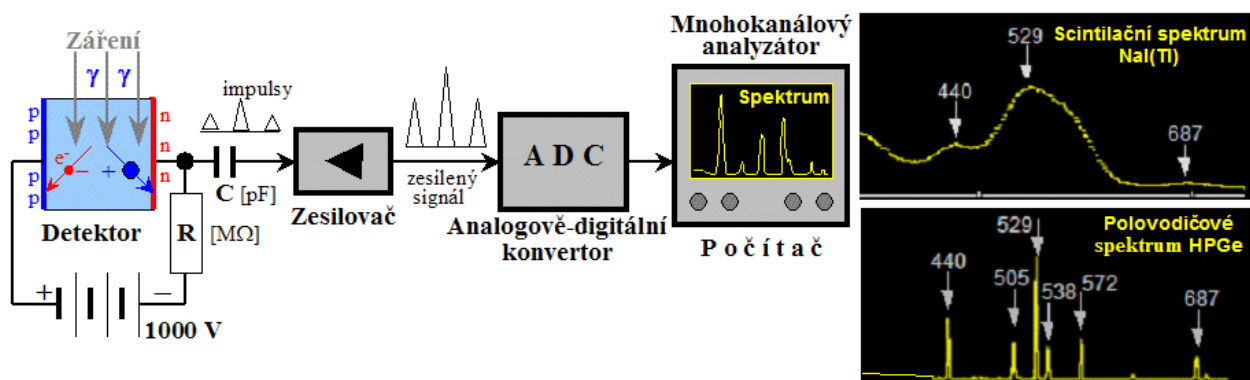 Záření
γ γ
p
p
p
p
n
n
n
n
e-
−
+
Detektor
+
−
1000 V
R
[MΩ]
impulsy
C [pF]
Zesilovač
zesílený
signál
A D C
Analogově-digitální
konvertor
Mnohokanálový
analyzátor
Spektrum
P o č í t a č
Scintilační spektrum
NaI(Tl)
440
529
687
Polovodičové
spektrum HPGe
440
505
529
538
572
687